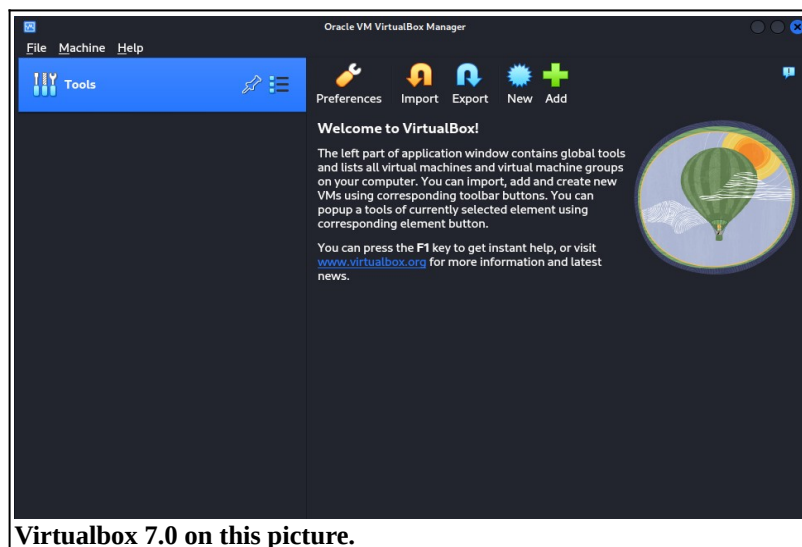 Oracle VM VirtualBox Manager
File Machine Help
Tools
Preferences Import Export New Add
Welcome to VirtualBox!
The left part of application window contains global tools
and lists all virtual machines and virtual machine groups
on your computer. You can import, add and create new
VMs using corresponding toolbar buttons. You can
popup a tools of currently selected element using
corresponding element button.
You can press the F1 key to get instant help, or visit
www.virtualbox.org for more information and latest
news.
Virtualbox 7.0 on this picture.